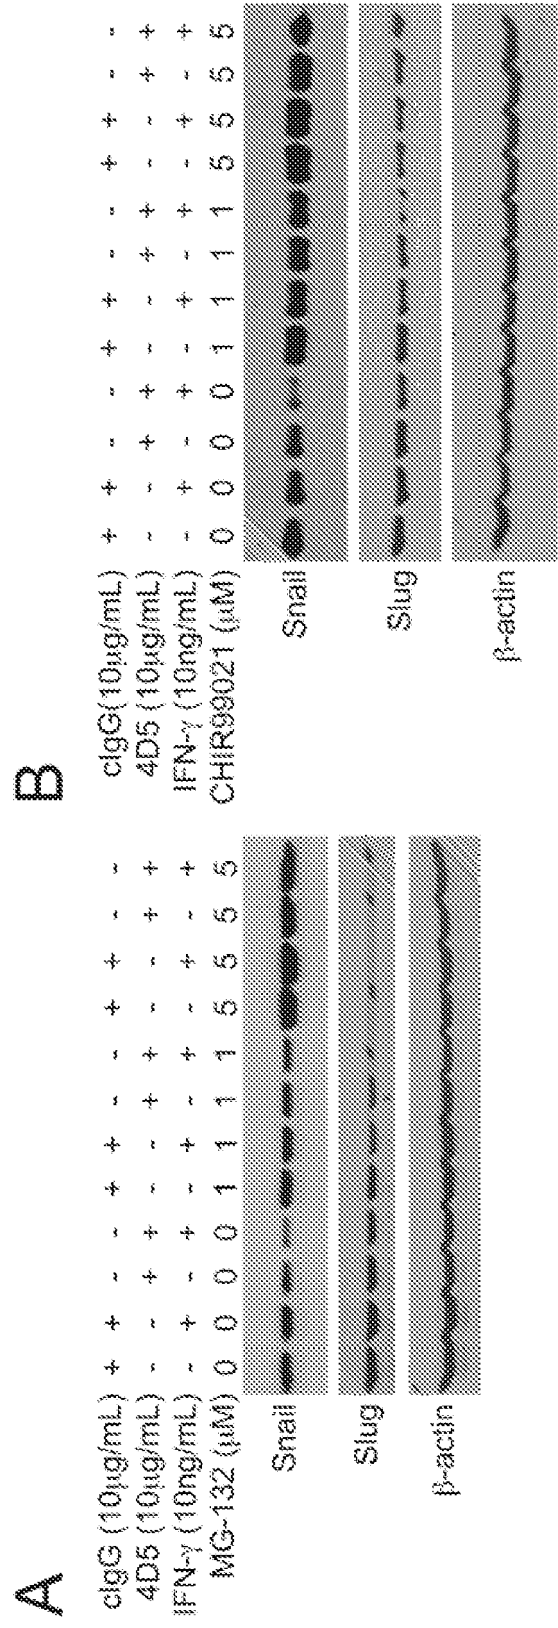 A
cIgG (10μg/mL) + + - - + + - - + + - -
4D5 (10μg/mL) - - + + - - + + - - + +
IFN-γ (10ng/mL) - + - + - + - + - + - +
MG-132 (μM) 0 0 0 0 1 1 1 1 5 5 5 5
Snail
Slug
β-actin
B
cIgG(10μg/mL) + + - - + + - - + + - -
4D5 (10μg/mL) - - + + - - + + - - + +
IFN-γ (10ng/mL) - + - + - + - + - + - +
CHIR99021 (μM) 0 0 0 0 1 1 1 1 5 5 5 5
Snail
Slug
β-actin